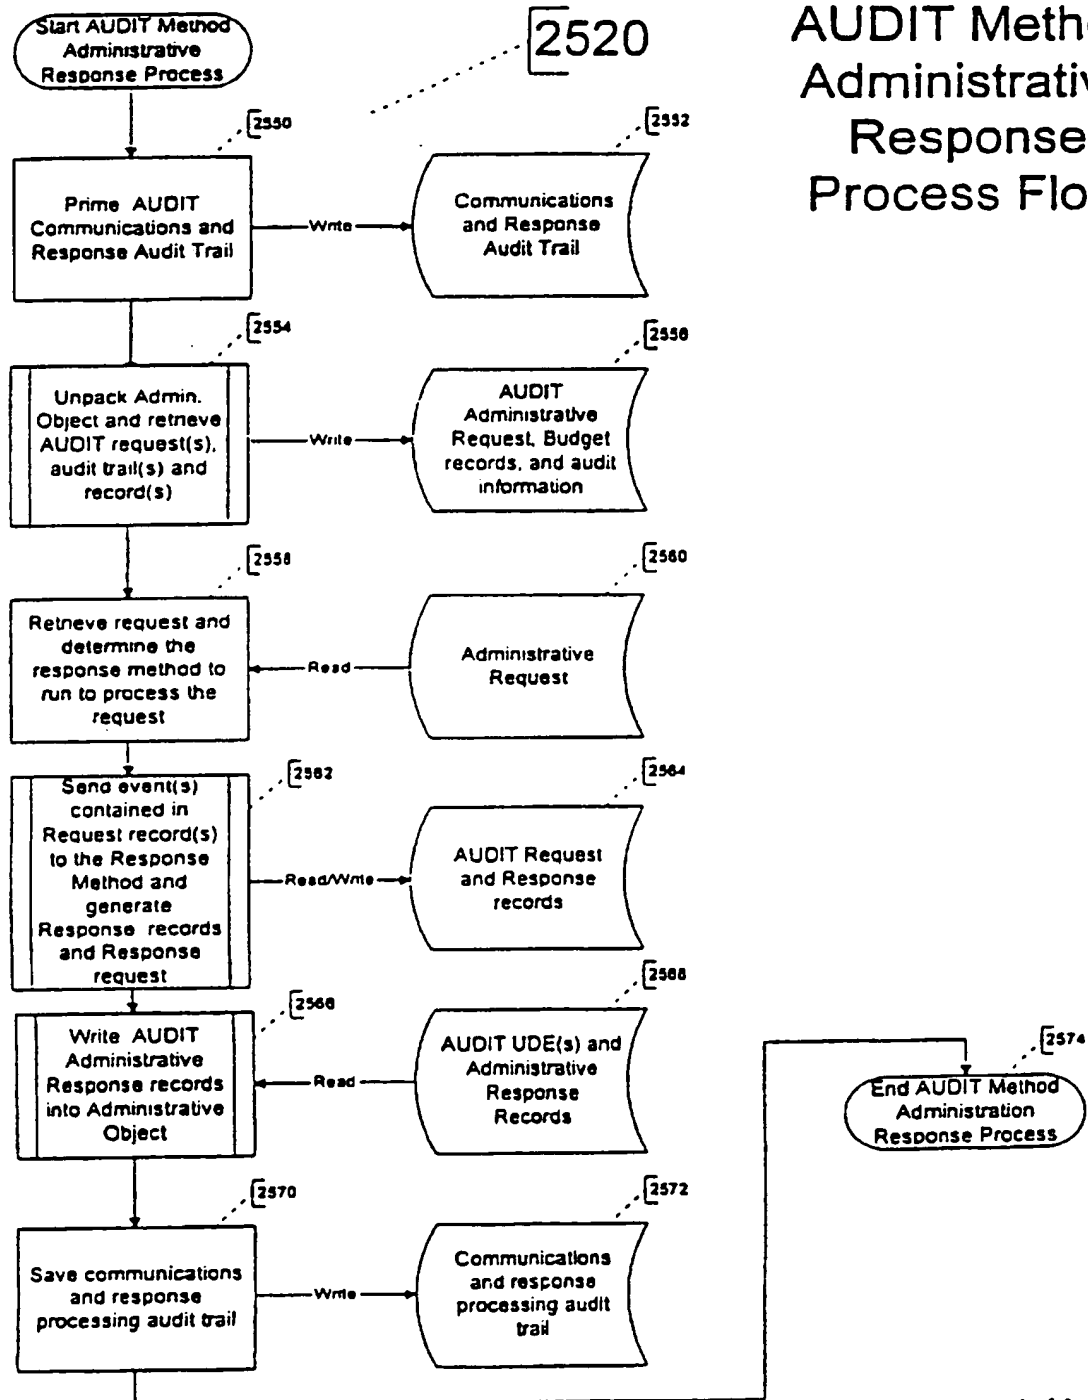 Start AUDIT Method
Administrative
Response Process
2520
AUDIT Metho
Administrativ
Response
Process Flo
2550
Prime AUDIT
Communications and
Response Audit Trail
Write
2552
Communications
and Response
Audit Trail
2554
Unpack Admin.
Object and retrieve
AUDIT request(s),
audit trail(s) and
record(s)
Write
2556
AUDIT
Administrative
Request, Budget
records, and audit
information
2558
Retrieve request and
determine the
response method to
run to process the
request
Read
2560
Administrative
Request
2562
Send event(s)
contained in
Request record(s)
to the Response
Method and
generate
Response records
and Response
request
Read/Write
2564
AUDIT Request
and Response
records
2566
Write AUDIT
Administrative
Response records
into Administrative
Object
Read
2568
AUDIT UDE(s) and
Administrative
Response
Records
2570
Save communications
and response
processing audit trail
Write
2572
Communications
and response
processing audit
trail
2574
End AUDIT Method
Administration
Response Process